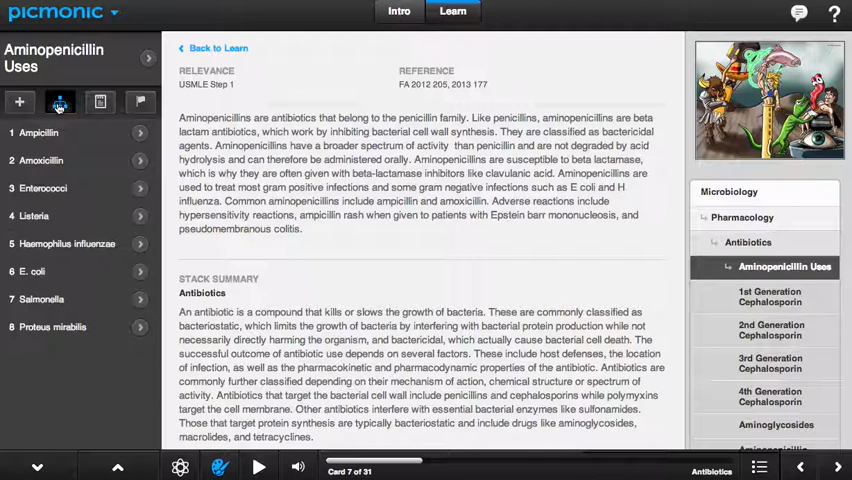 picmonic
Intro
Learn
Aminopenicillin
Uses
1 Ampicillin
2 Amoxicillin
3 Enterococci
4 Listeria
5 Haemophilus influenzae
6 E. coli
7 Salmonella
8 Proteus mirabilis
Back to Learn
RELEVANCE
USMLE Step 1
REFERENCE
FA 2012 205, 2013 177
Aminopenicillins are antibiotics that belong to the penicillin family. Like penicillins, aminopenicillins are beta
lactam antibiotics, which work by inhibiting bacterial cell wall synthesis. They are classified as bactericidal
agents. Aminopenicillins have a broader spectrum of activity than penicillin and are not degraded by acid
hydrolysis and can therefore be administered orally. Aminopenicillins are susceptible to beta lactamase,
which is why they are often given with beta-lactamase inhibitors like clavulanic acid. Aminopenicillins are
used to treat most gram positive infections and some gram negative infections such as E coli and H
influenza. Common aminopenicillins include ampicillin and amoxicillin. Adverse reactions include
hypersensitivity reactions, ampicillin rash when given to patients with Epstein barr mononucleosis, and
pseudomembranous colitis.
STACK SUMMARY
Antibiotics
An antibiotic is a compound that kills or slows the growth of bacteria. These are commonly classified as
bacteriostatic, which limits the growth of bacteria by interfering with bacterial protein production while not
necessarily directly harming the organism, and bactericidal, which actually cause bacterial cell death. The
successful outcome of antibiotic use depends on several factors. These include host defenses, the location
of infection, as well as the pharmacokinetic and pharmacodynamic properties of the antibiotic. Antibiotics are
commonly further classified depending on their mechanism of action, chemical structure or spectrum of
activity. Antibiotics that target the bacterial cell wall include penicillins and cephalosporins while polymyxins
target the cell membrane. Other antibiotics interfere with essential bacterial enzymes like sulfonamides.
Those that target protein synthesis are typically bacteriostatic and include drugs like aminoglycosides,
macrolides, and tetracyclines.
Microbiology
Pharmacology
Antibiotics
Aminopenicillin Uses
1st Generation
Cephalosporin
2nd Generation
Cephalosporin
3rd Generation
Cephalosporin
4th Generation
Cephalosporin
Aminoglycosides
Aminopenicillin
Card 7 of 31
Antibiotics